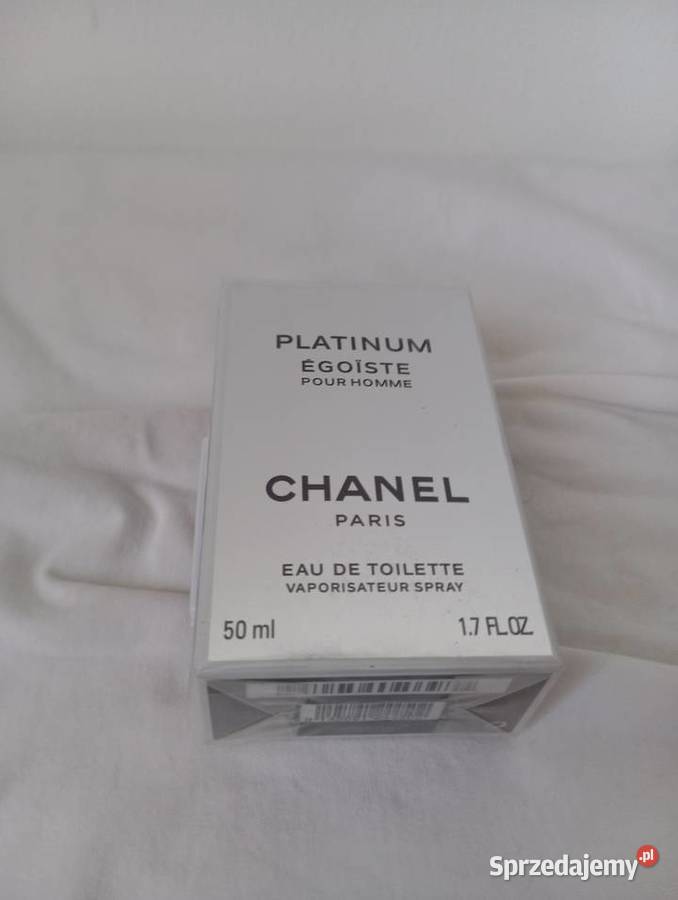 PLATINUM
ÉGOÏSTE
POUR HOMME
CHANEL
PARIS
EAU DE TOILETTE
VAPORISATEUR SPRAY
50 ml 1.7 FL.OZ.
Sprzedajemy.pl